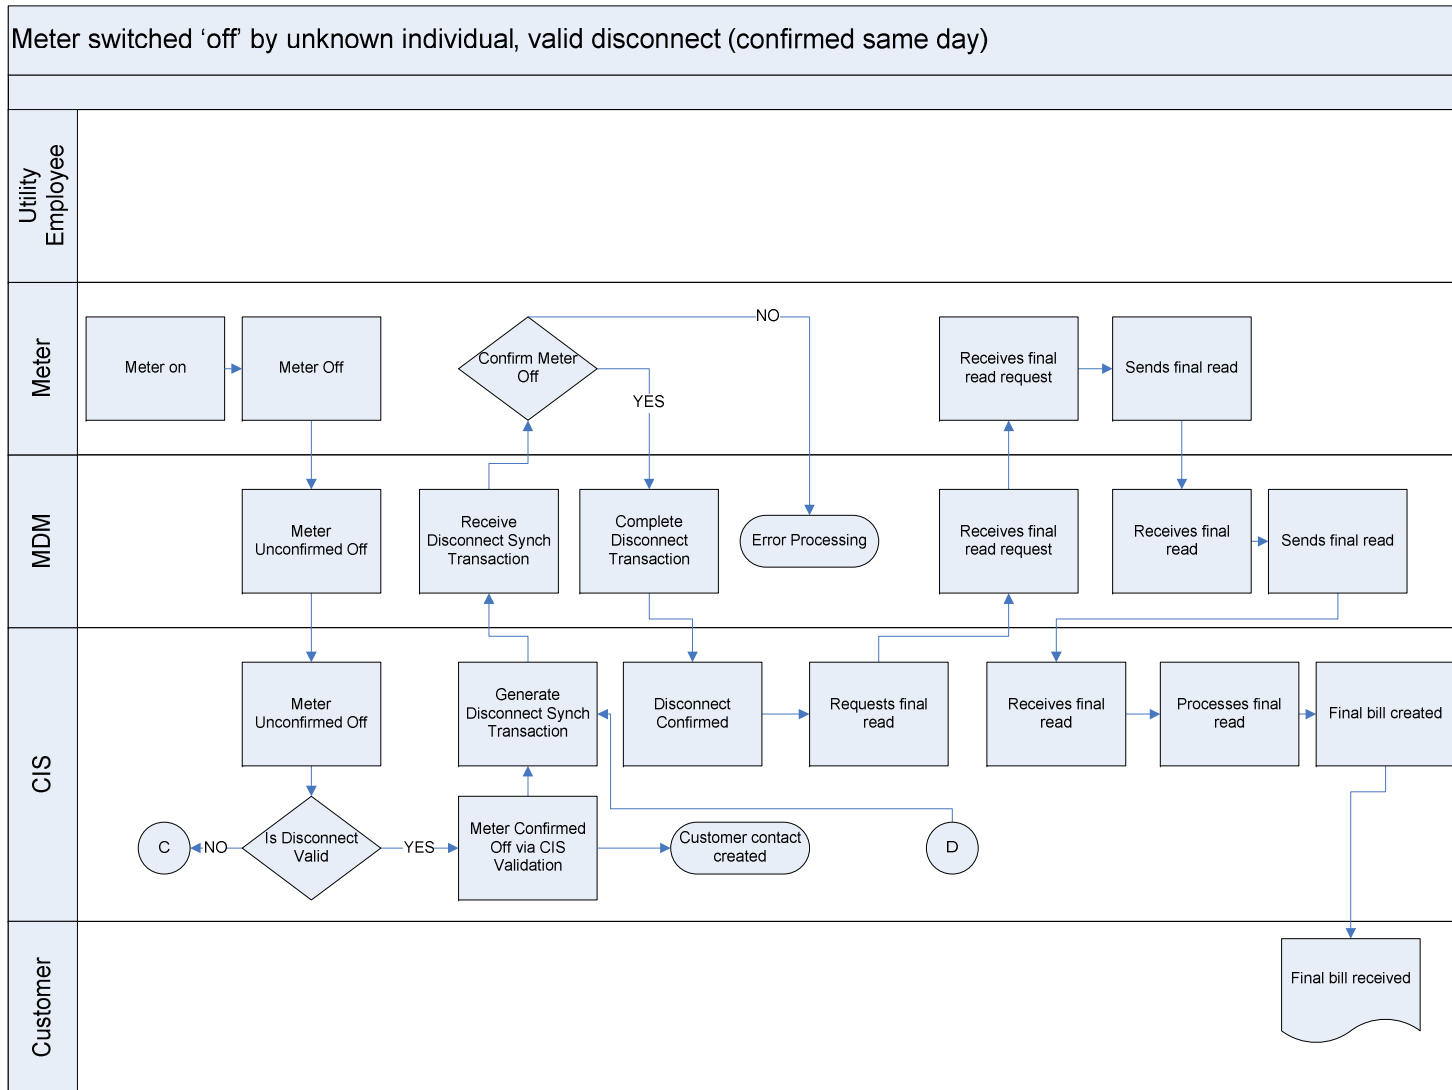 Meter switched ‘off’ by unknown individual, valid disconnect (confirmed same day)
Utility
Employee
Meter
Meter on
Meter Off
Confirm Meter
Off
NO
YES
Receives final
read request
Sends final read
MDM
Meter
Unconfirmed Off
Receive
Disconnect Synch
Transaction
Complete
Disconnect
Transaction
Error Processing
Receives final
read request
Receives final
read
Sends final read
CIS
Meter
Unconfirmed Off
Generate
Disconnect Synch
Transaction
Disconnect
Confirmed
Requests final
read
Receives final
read
Processes final
read
Final bill created
C
NO
Is Disconnect
Valid
YES
Meter Confirmed
Off via CIS
Validation
Customer contact
created
D
Customer
Final bill received